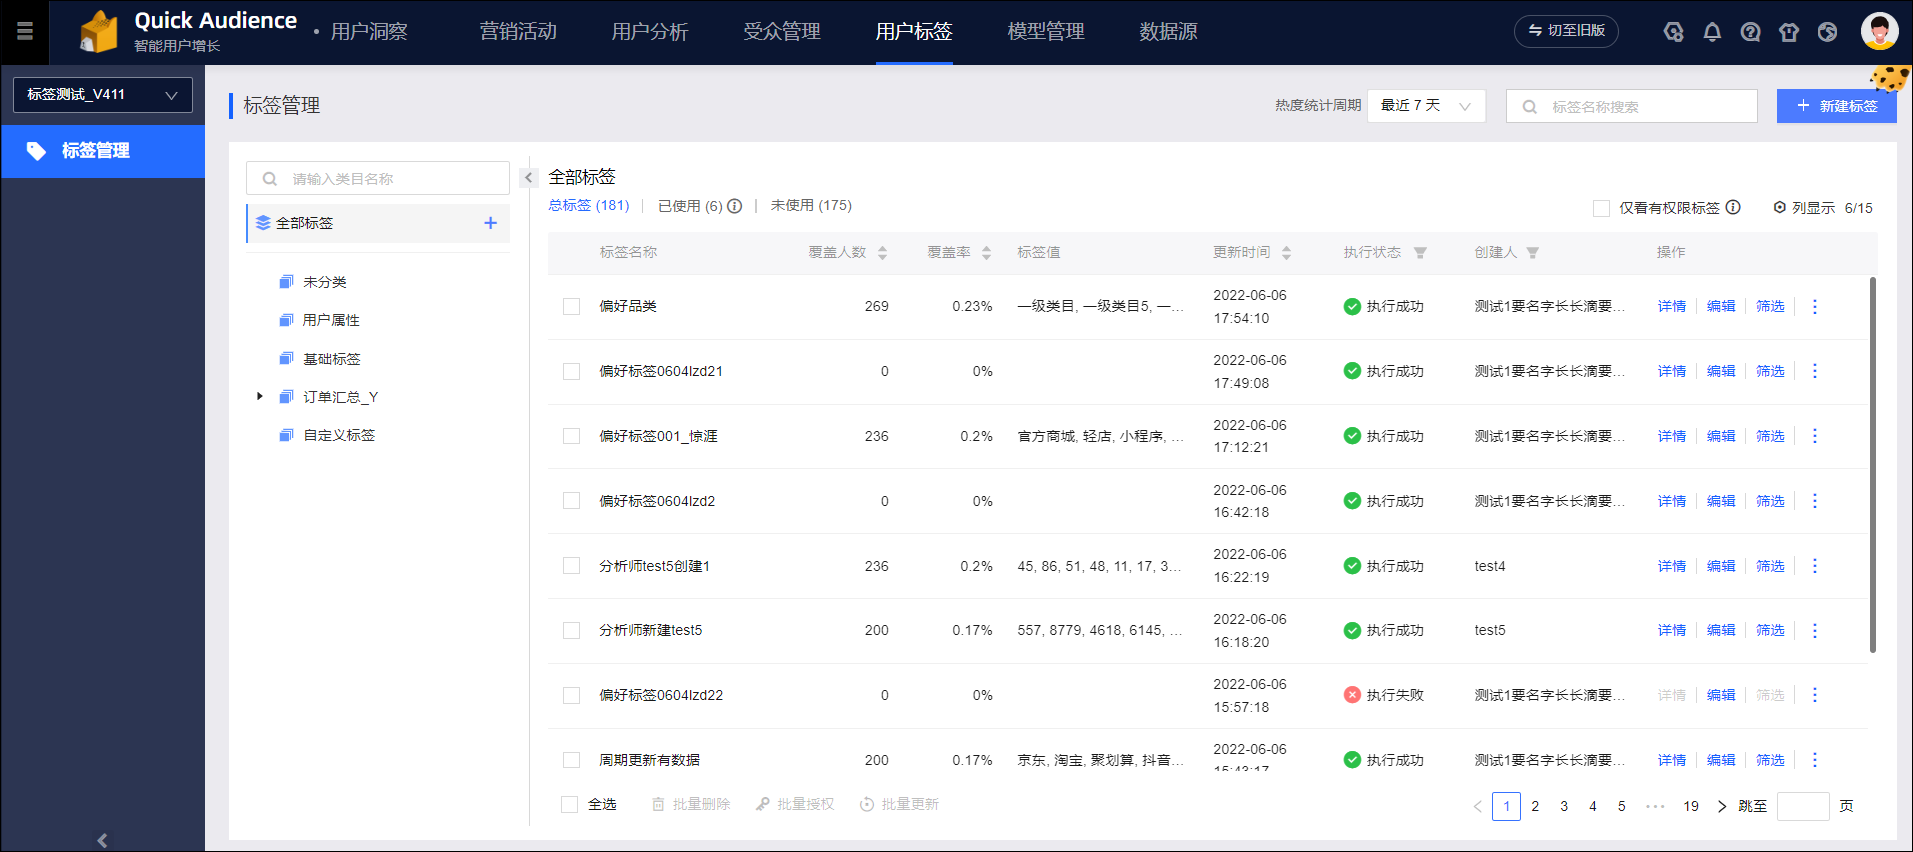 Quick Audience
智能用户增长
用户洞察
营销活动
用户分析
受众管理
用户标签
模型管理
数据源
切至旧版
标签测试_V411
标签管理
标签管理
热度统计周期
最近 7 天
标签名称搜索
新建标签
请输入类目名称
全部标签
未分类
用户属性
基础标签
订单汇总_Y
自定义标签
全部标签
总标签 (181) | 已使用 (6) | 未使用 (175)
仅看有权限标签
列显示 6/15
标签名称 覆盖人数 覆盖率 标签值 更新时间 执行状态 创建人 操作
偏好品类 269 0.23% 一级类目, 一级类目5, 一... 2022-06-06 17:54:10 执行成功 测试1要名字长长滴要... 详情 编辑 筛选
偏好标签0604lzd21 0 0% 2022-06-06 17:49:08 执行成功 测试1要名字长长滴要... 详情 编辑 筛选
偏好标签001_惊涯 236 0.2% 官方商城, 轻店, 小程序, ... 2022-06-06 17:12:21 执行成功 测试1要名字长长滴要... 详情 编辑 筛选
偏好标签0604lzd2 0 0% 2022-06-06 16:42:18 执行成功 测试1要名字长长滴要... 详情 编辑 筛选
分析师test5创建1 236 0.2% 45, 86, 51, 48, 11, 17, 3... 2022-06-06 16:22:19 执行成功 test4 详情 编辑 筛选
分析师新建test5 200 0.17% 557, 8779, 4618, 6145, ... 2022-06-06 16:18:20 执行成功 test5 详情 编辑 筛选
偏好标签0604lzd22 0 0% 2022-06-06 15:57:18 执行失败 测试1要名字长长滴要... 详情 编辑 筛选
周期更新有数据 200 0.17% 京东, 淘宝, 聚划算, 抖音... 2022-06-06 15:43:17 执行成功 测试1要名字长长滴要... 详情 编辑 筛选
全选 批量删除 批量授权 批量更新
1 2 3 4 5 ··· 19 跳至 页